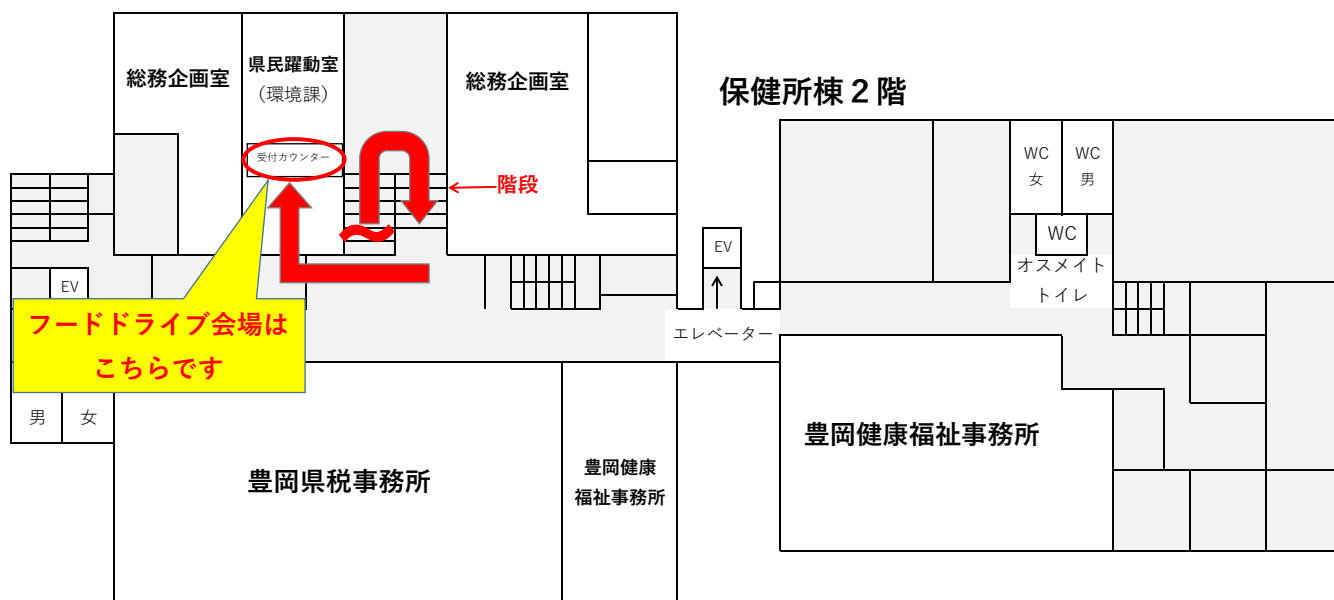 総務企画室
県民躍動室
（環境課）
総務企画室
保健所棟２階
受付カウンター
階段
WC
女
WC
男
WC
オスメイト
トイレ
EV
EV
エレベーター
フードドライブ会場は
こちらです
男
女
豊岡県税事務所
豊岡健康
福祉事務所
豊岡健康福祉事務所